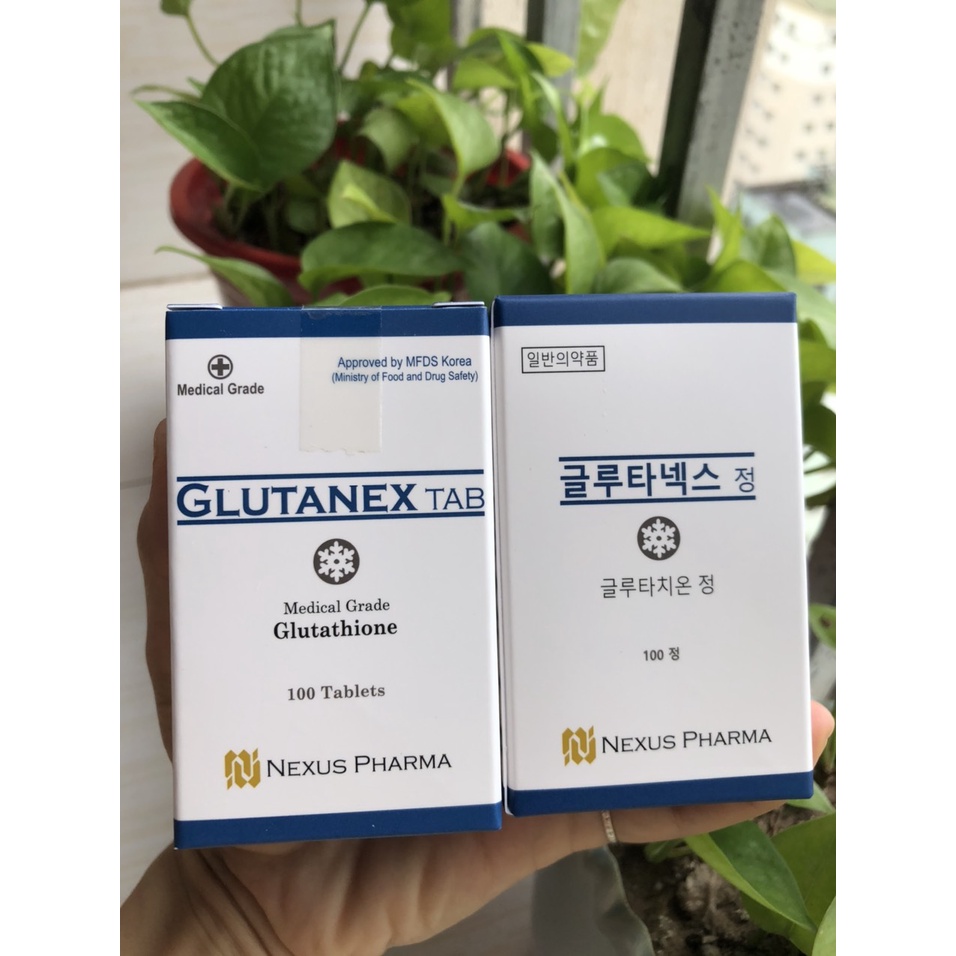 Medical Grade
Approved by MFDS Korea
(Ministry of Food and Drug Safety)
GLUTANEX TAB
Medical Grade
Glutathione
100 Tablets
NEXUS PHARMA
일반의약품
글루타넥스 정
글루타치온 정
100 정
NEXUS PHARMA